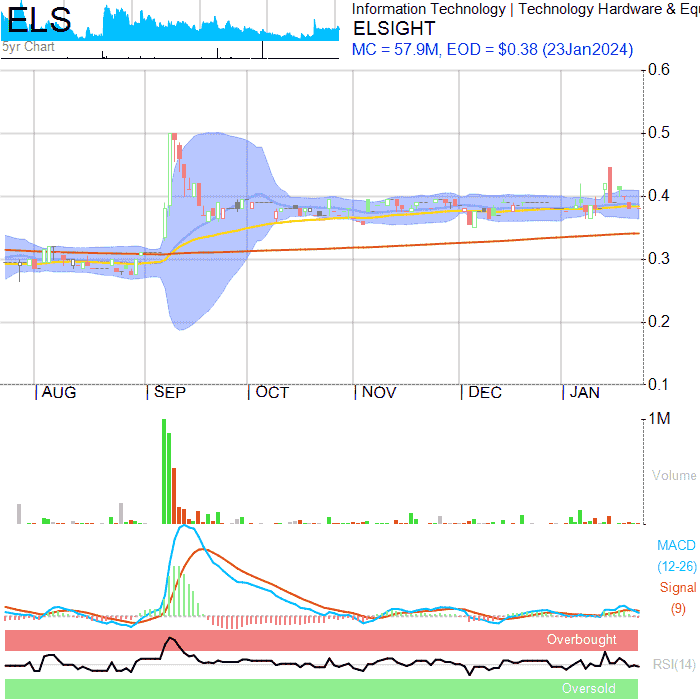 ELS
5yr Chart
Information Technology | Technology Hardware & Equ
ELSIGHT
MC = 57.9M, EOD = $0.38 (23Jan2024)
0.6
0.5
0.4
0.3
0.2
0.1
|AUG |SEP |OCT |NOV |DEC |JAN
1M
Volume
MACD
(12-26)
Signal
(9)
Overbought
RSI(14)
Oversold